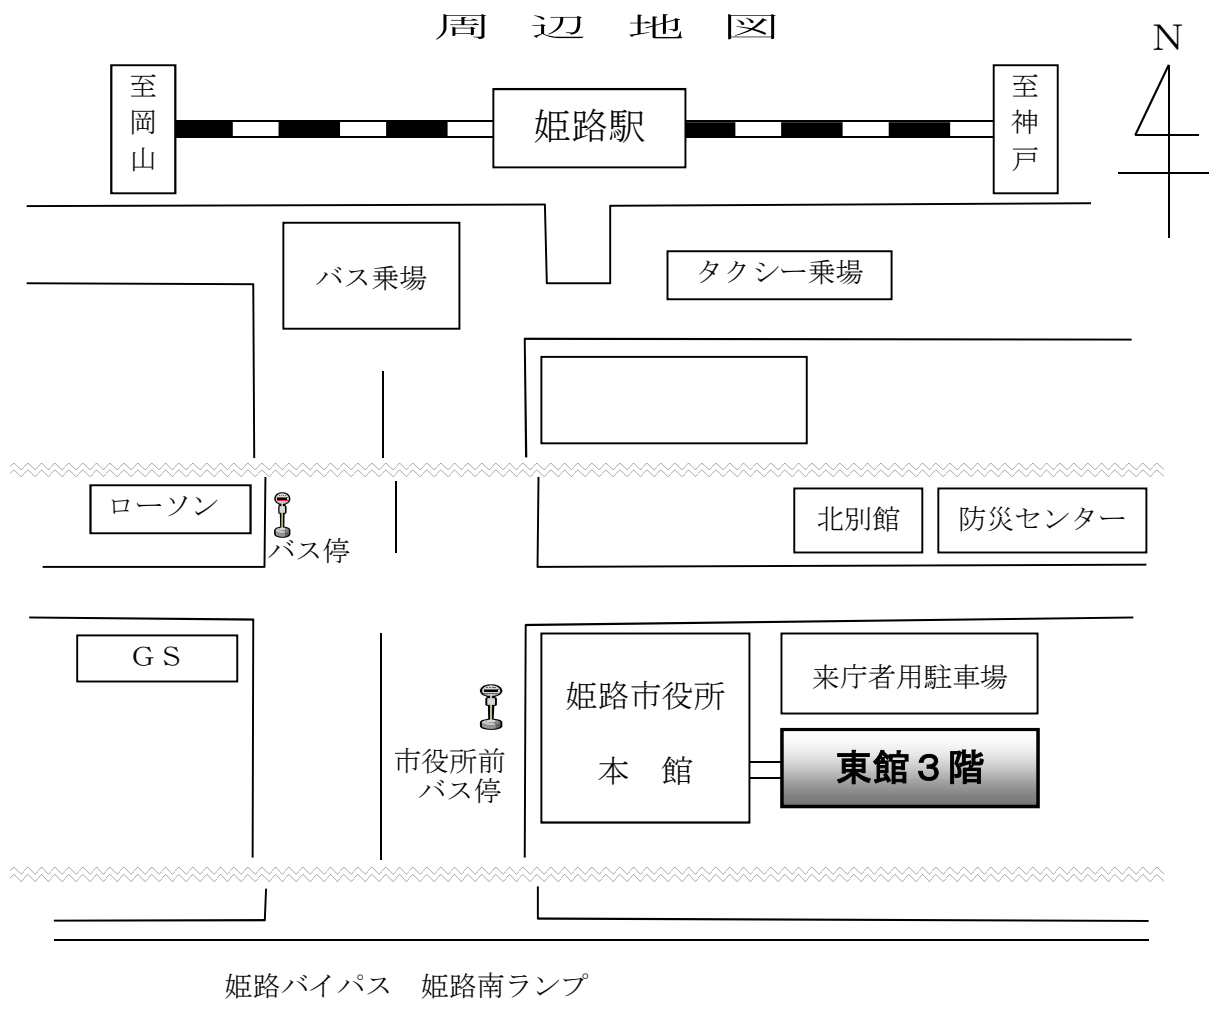 周　辺　地　図
N
至岡山
姫路駅
至神戸
バス乗場
タクシー乗場
ローソン
バス停
北別館
防災センター
ＧＳ
姫路市役所
本　館
来庁者用駐車場
東館３階
市役所前
バス停
姫路バイパス　姫路南ランプ